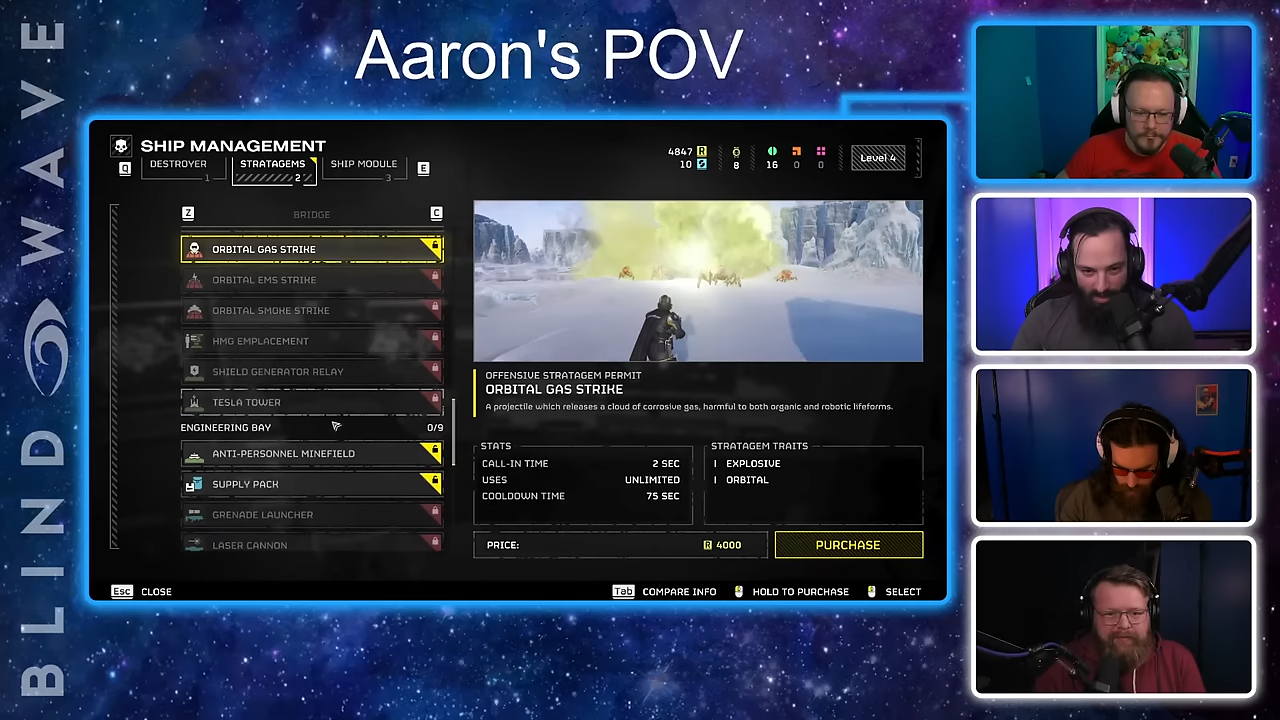 Aaron's POV
BLIND WAVE
SHIP MANAGEMENT
Q DESTROYER 1 STRATAGEMS 2 SHIP MODULE 3 E
4847 R
10 S
8 16 0 0
Level 4
Z BRIDGE C
ORBITAL GAS STRIKE
ORBITAL EMS STRIKE
ORBITAL SMOKE STRIKE
HMG EMPLACEMENT
SHIELD GENERATOR RELAY
TESLA TOWER
ENGINEERING BAY 0/9
ANTI-PERSONNEL MINEFIELD
SUPPLY PACK
GRENADE LAUNCHER
LASER CANNON
OFFENSIVE STRATAGEM PERMIT
ORBITAL GAS STRIKE
A projectile which releases a cloud of corrosive gas, harmful to both organic and robotic lifeforms.
STATS
CALL-IN TIME 2 SEC
USES UNLIMITED
COOLDOWN TIME 75 SEC
STRATAGEM TRAITS
EXPLOSIVE
ORBITAL
PRICE: R 4000
PURCHASE
Esc CLOSE
Tab COMPARE INFO HOLD TO PURCHASE SELECT